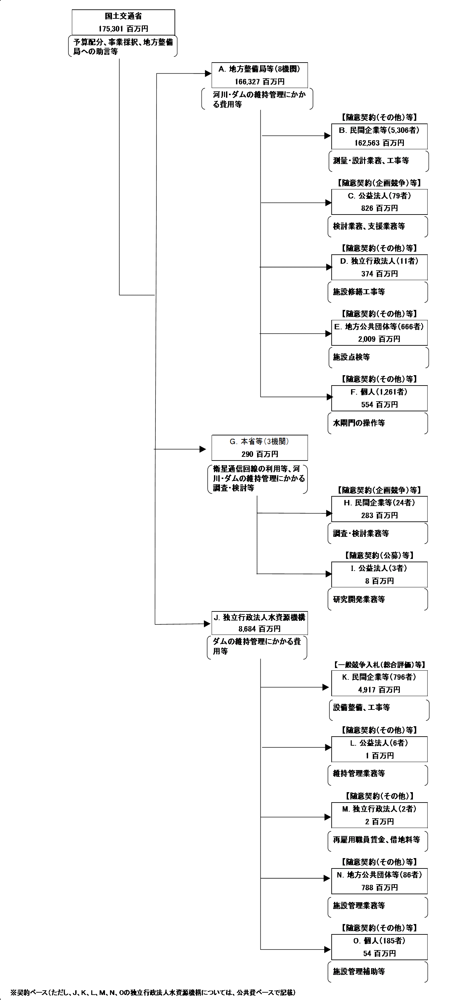 国土交通省
175,301 百万円
予算配分、事業採択、地方整備
局への助言等
A. 地方整備局等(8機関)
166,327 百万円
河川・ダムの維持管理にかか
る費用等
【随意契約(その他)等】
B. 民間企業等(5,306者)
162,563 百万円
測量・設計業務、工事等
【随意契約(企画競争)等】
C. 公益法人(79者)
826 百万円
検討業務、支援業務等
【随意契約(その他)等】
D. 独立行政法人(11者)
374 百万円
施設修繕工事等
【随意契約(その他)等】
E. 地方公共団体等(666者)
2,009 百万円
施設点検等
【随意契約(その他)等】
F. 個人(1,261者)
554 百万円
水閘門の操作等
G. 本省等(3機関)
290 百万円
衛星通信回線の利用等、河
川・ダムの維持管理にかかる
調査・検討等
【随意契約(企画競争)等】
H. 民間企業等(24者)
283 百万円
調査・検討業務等
【随意契約(公募)等】
I. 公益法人(3者)
8 百万円
研究開発業務等
J. 独立行政法人水資源機構
8,684 百万円
ダムの維持管理にかかる費
用等
【一般競争入札(総合評価)等】
K. 民間企業等(796者)
4,917 百万円
設備整備、工事等
【随意契約(その他)等】
L. 公益法人(6者)
1 百万円
維持管理業務等
【随意契約(その他)】
M. 独立行政法人(2者)
2 百万円
再雇用職員賃金、借地料等
【随意契約(その他)等】
N. 地方公共団体等(86者)
788 百万円
施設管理業務等
【随意契約(その他)等】
O. 個人(185者)
54 百万円
施設管理補助等
※契約ベース(ただし、J、K、L、M、N、Oの独立行政法人水資源機構については、公共費ベースで記載)